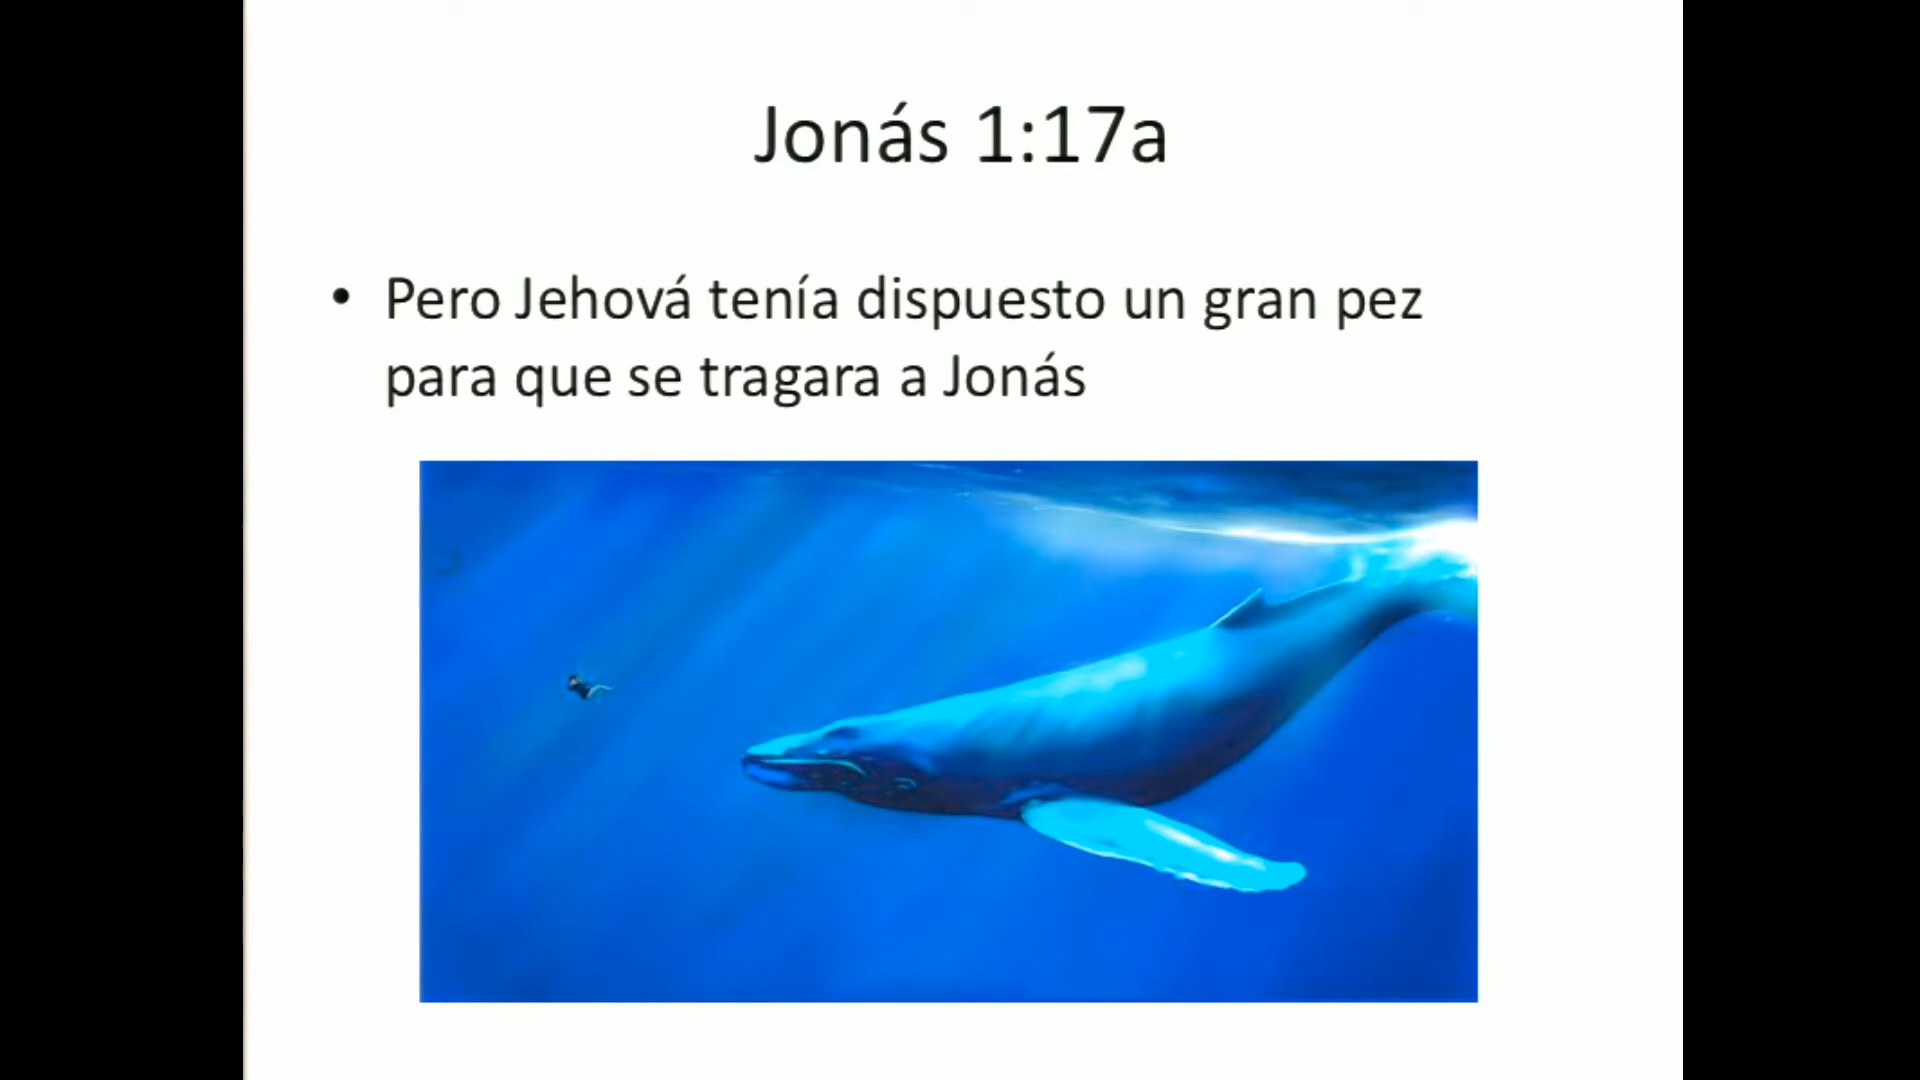 Jonás 1:17a
• Pero Jehová tenía dispuesto un gran pez
para que se tragara a Jonás